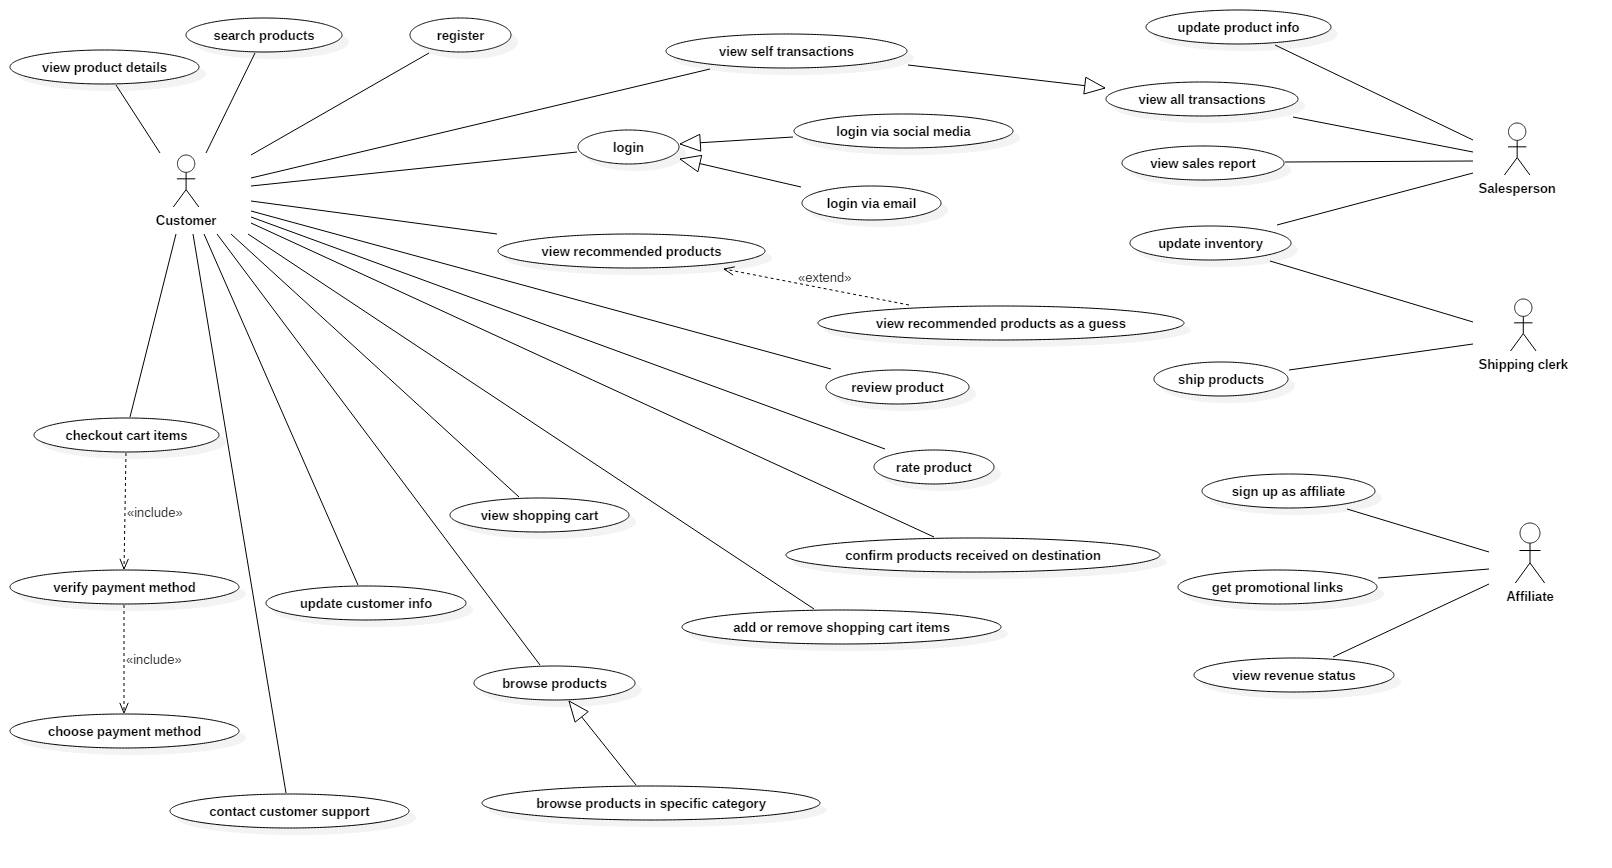 update product info
search products
register
view self transactions
view product details
view all transactions
login via social media
login
view sales report
Salesperson
login via email
Customer
update inventory
view recommended products
«extend»
view recommended products as a guess
Shipping clerk
ship products
review product
checkout cart items
rate product
sign up as affiliate
«include»
view shopping cart
confirm products received on destination
verify payment method
get promotional links
Affiliate
update customer info
add or remove shopping cart items
«include»
view revenue status
browse products
choose payment method
browse products in specific category
contact customer support